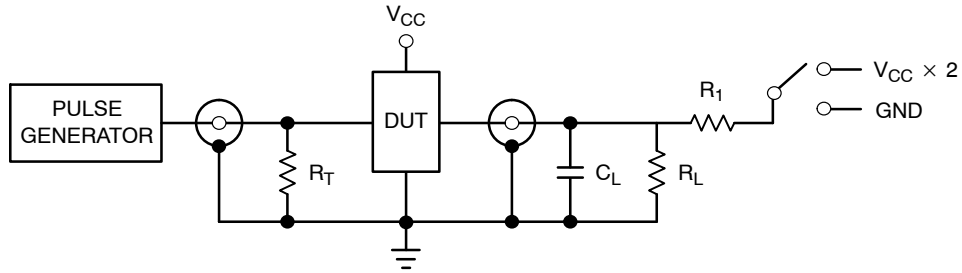 V_CC
PULSE
GENERATOR
DUT
R_T
C_L
R_L
R_1
V_CC × 2
GND